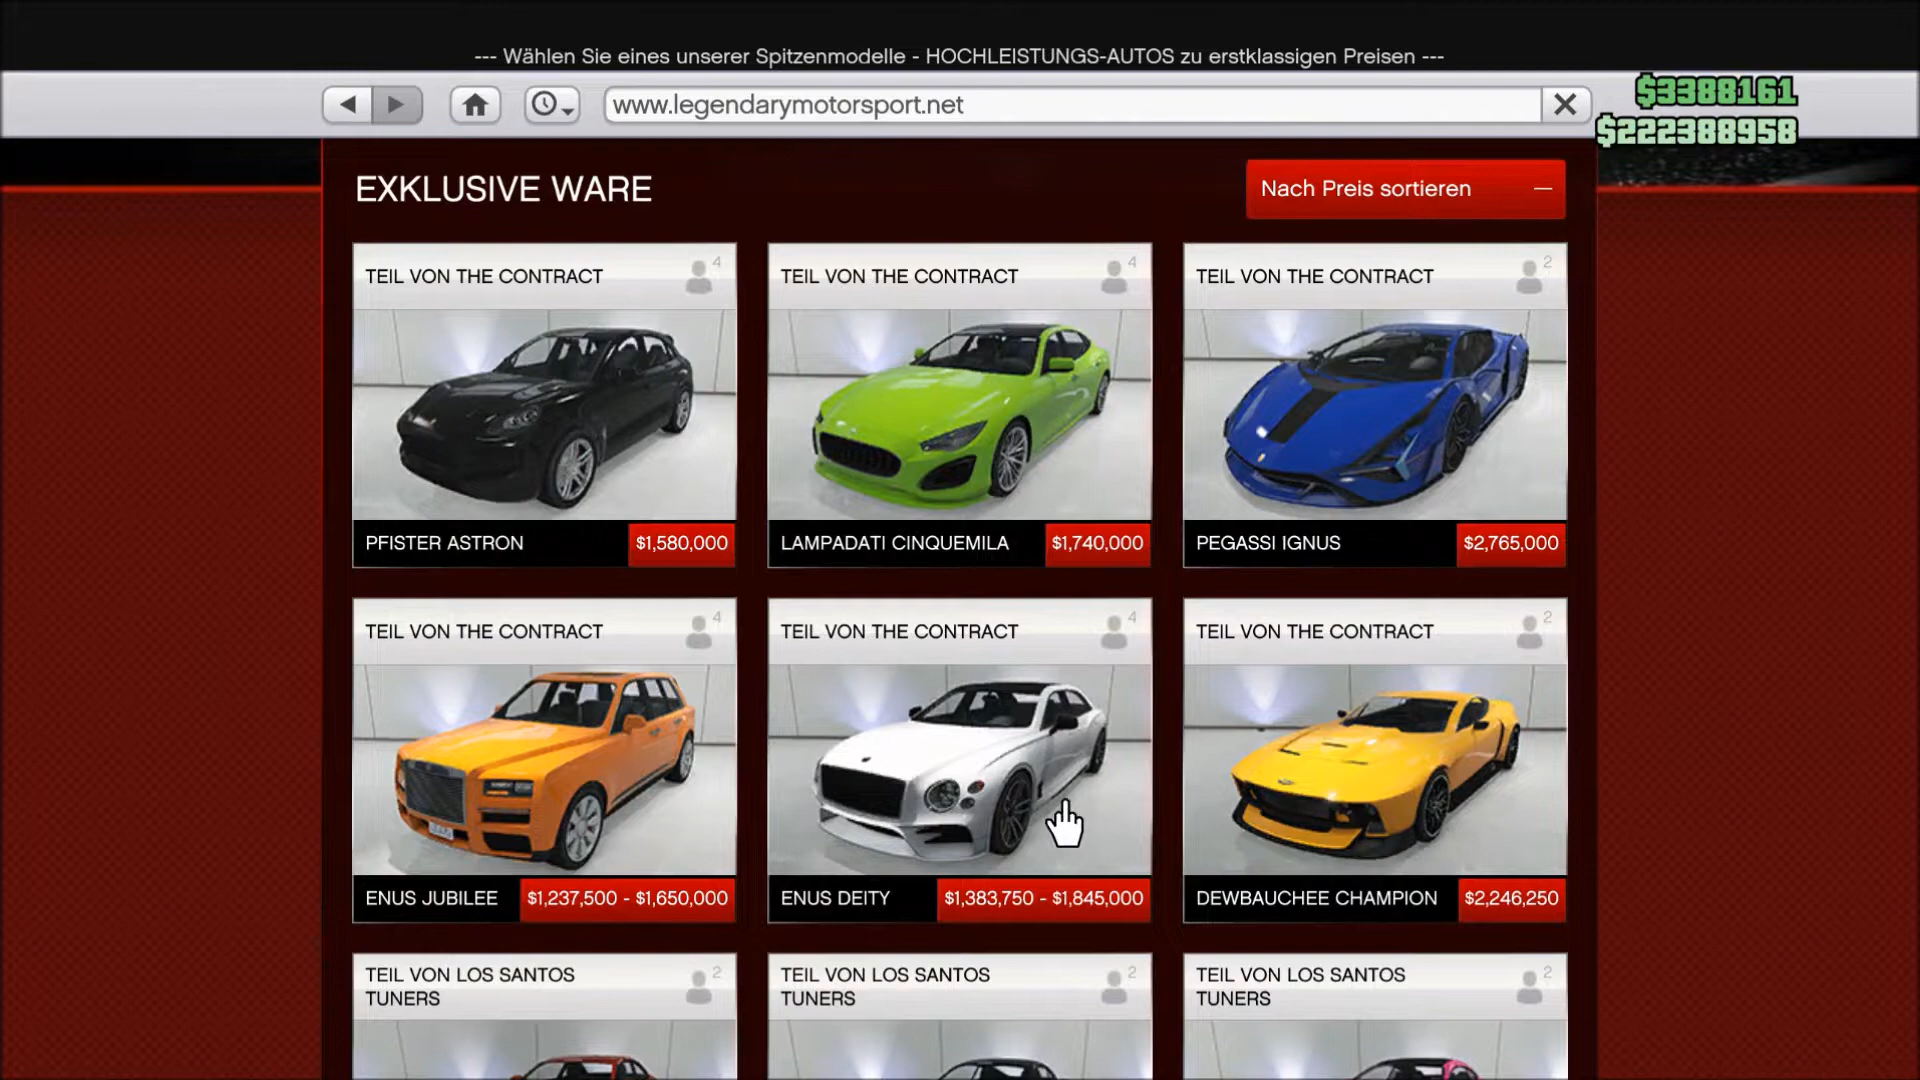 --- Wählen Sie eines unserer Spitzenmodelle - HOCHLEISTUNGS-AUTOS zu erstklassigen Preisen ---
www.legendarymotorsport.net
$3388161
$222388958
EXKLUSIVE WARE
Nach Preis sortieren
TEIL VON THE CONTRACT 4
TEIL VON THE CONTRACT 4
TEIL VON THE CONTRACT 2
PFISTER ASTRON $1,580,000
LAMPADATI CINQUEMILA $1,740,000
PEGASSI IGNUS $2,765,000
TEIL VON THE CONTRACT 4
TEIL VON THE CONTRACT 4
TEIL VON THE CONTRACT 2
ENUS JUBILEE $1,237,500 - $1,650,000
ENUS DEITY $1,383,750 - $1,845,000
DEWBAUCHEE CHAMPION $2,246,250
TEIL VON LOS SANTOS 2
TUNERS
TEIL VON LOS SANTOS 2
TUNERS
TEIL VON LOS SANTOS 2
TUNERS